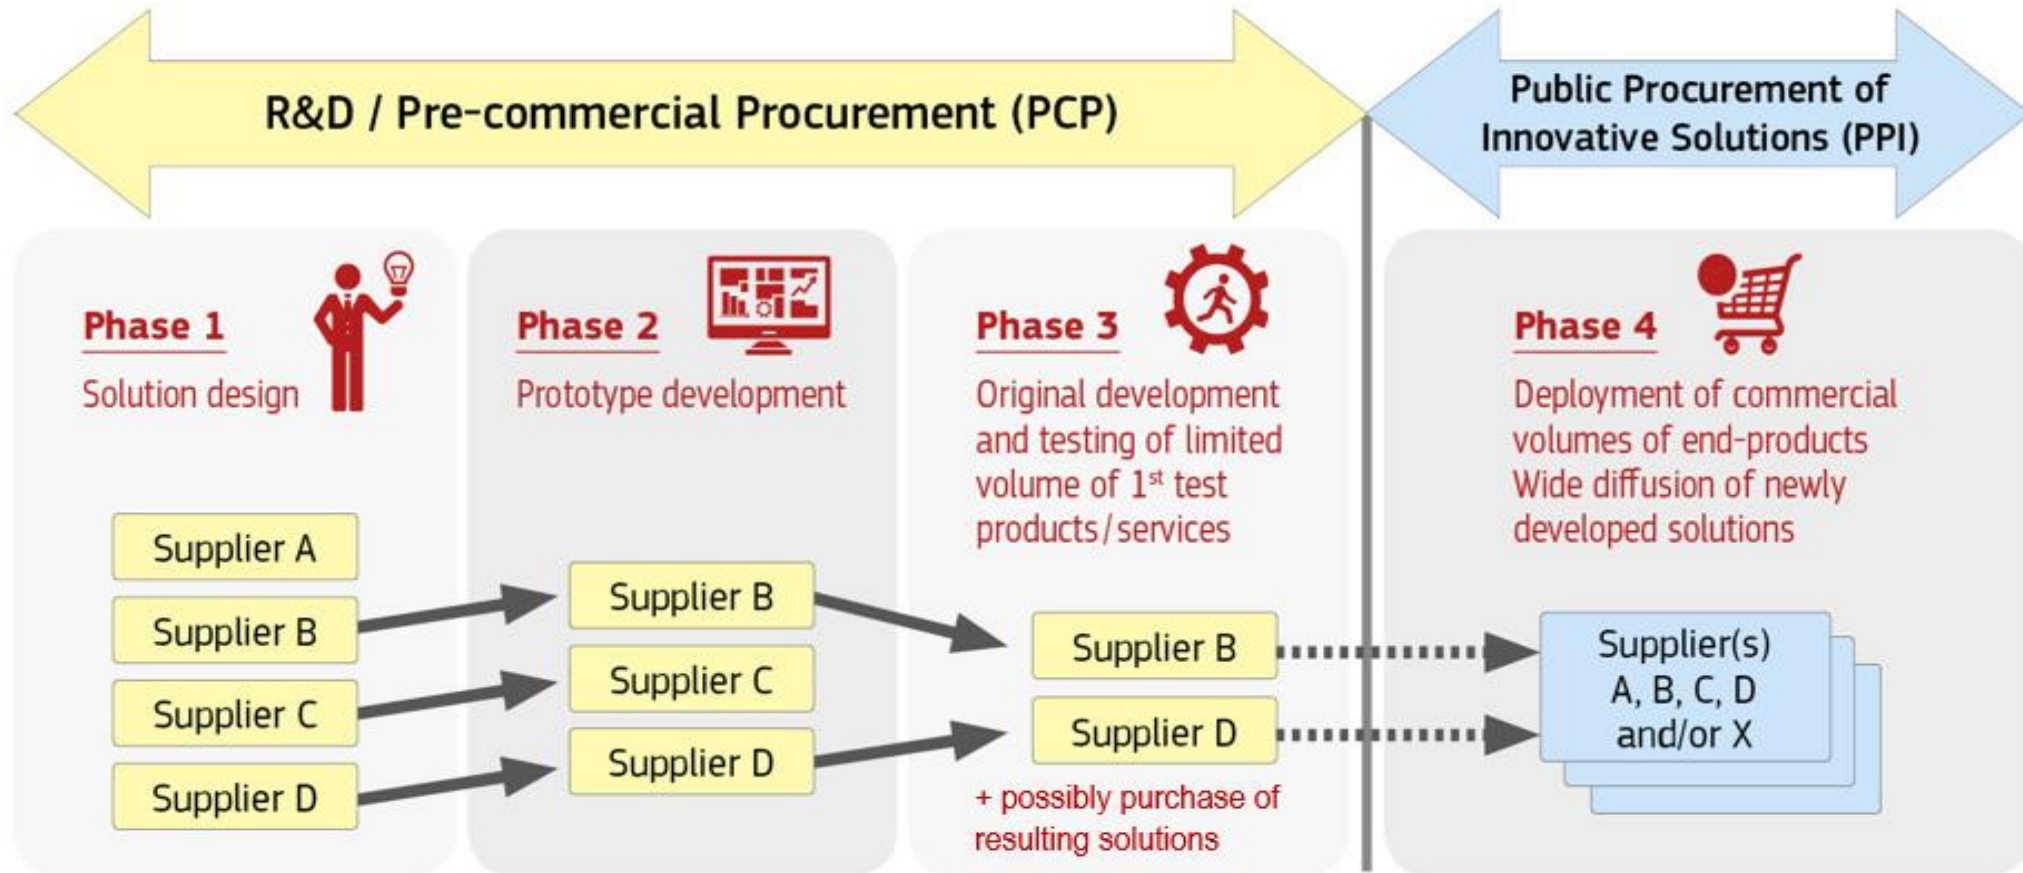 R&D / Pre-commercial Procurement (PCP)
Public Procurement of
Innovative Solutions (PPI)
Phase 1
Solution design
Supplier A
Supplier B
Supplier C
Supplier D
Phase 2
Prototype development
Supplier B
Supplier C
Supplier D
Phase 3
Original development
and testing of limited
volume of 1st test
products/services
Supplier B
Supplier D
+ possibly purchase of
resulting solutions
Phase 4
Deployment of commercial
volumes of end-products
Wide diffusion of newly
developed solutions
Supplier(s)
A, B, C, D
and/or X